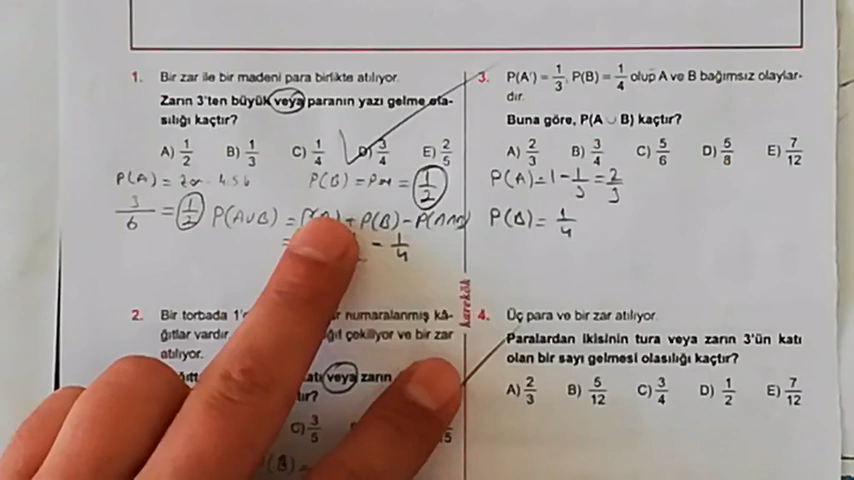 1. Bir zar ile bir madeni para birlikte atılıyor.
Zarın 3'ten büyük veya paranın yazı gelme ola-
sılığı kaçtır?
A) 1/2 B) 1/3 C) 1/4 D) 3/4 E) 2/5
P(A) = zar 4.5.6 P(B) = = 1/2
3/6 = 1/2 P(A∪B) = P(A) + P(B) - P(A∩B)
= - 1/4
2. Bir torbada 1' numaralanmış kâ-
ğıtlar vardır çekiliyor ve bir zar
atılıyor.
veya zarın
C) 3/5
3. P(A') = 1/3, P(B) = 1/4 olup A ve B bağımsız olaylar-
dır.
Buna göre, P(A ∪ B) kaçtır?
A) 2/3 B) 3/4 C) 5/6 D) 5/8 E) 7/12
P(A) = 1 - 1/3 = 2/3
P(B) = 1/4
karekök
4. Üç para ve bir zar atılıyor.
Paralardan ikisinin tura veya zarın 3'ün katı
olan bir sayı gelmesi olasılığı kaçtır?
A) 2/3 B) 5/12 C) 3/4 D) 1/2 E) 7/12